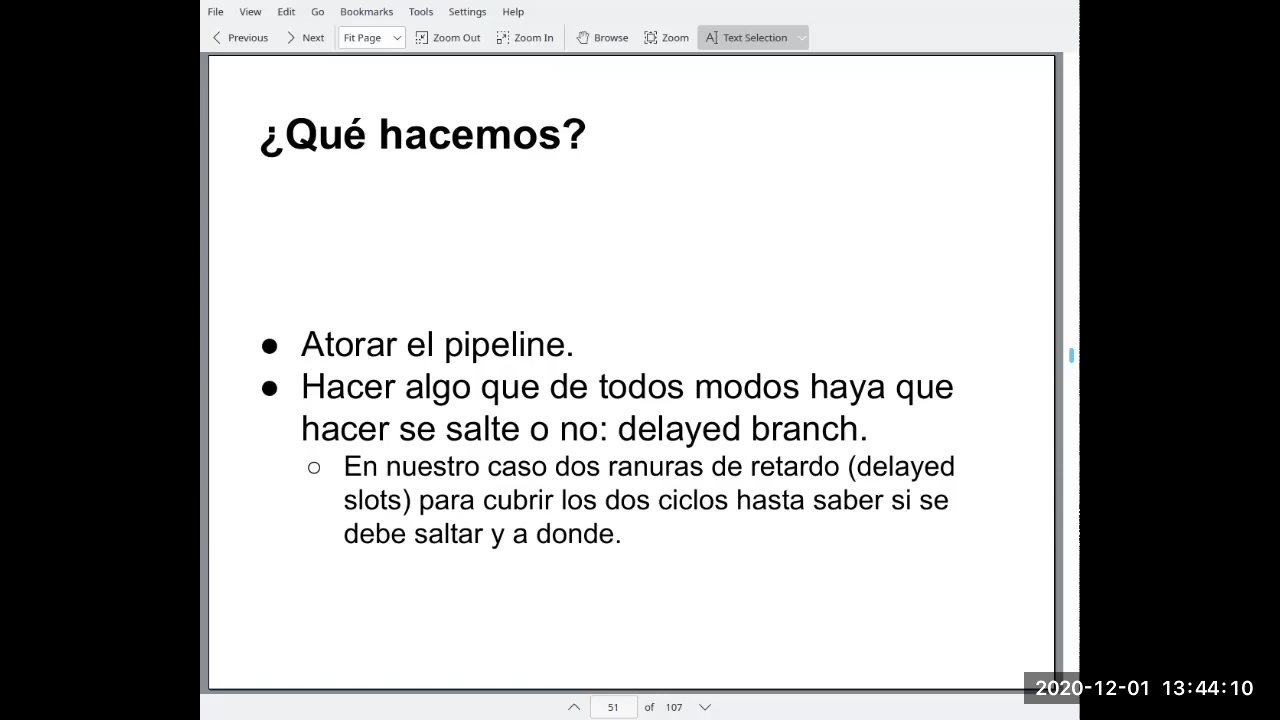 File View Edit Go Bookmarks Tools Settings Help
Previous Next Fit Page Zoom Out Zoom In Browse Zoom Text Selection
¿Qué hacemos?
● Atorar el pipeline.
● Hacer algo que de todos modos haya que
hacer se salte o no: delayed branch.
○ En nuestro caso dos ranuras de retardo (delayed
slots) para cubrir los dos ciclos hasta saber si se
debe saltar y a donde.
2020-12-01 13:44:10
51 of 107